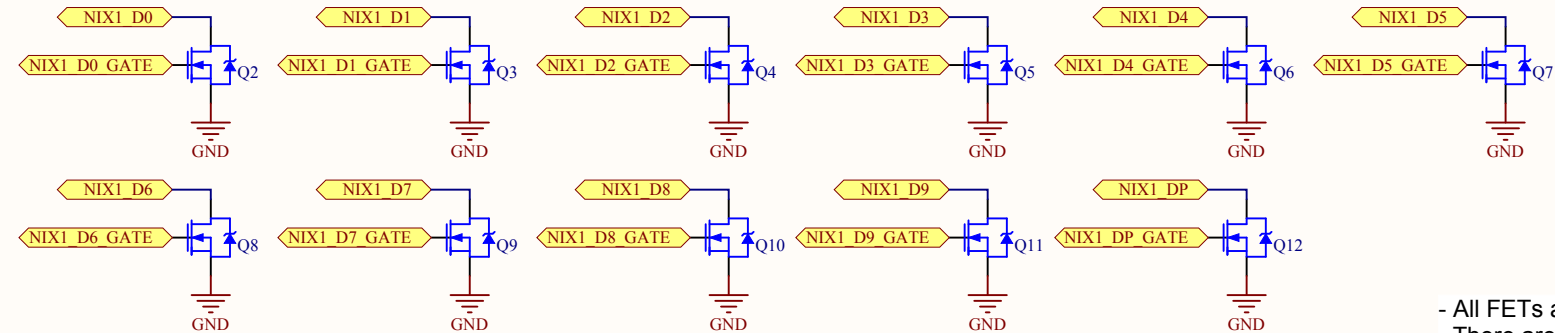 NIX1_D0 NIX1_D1 NIX1_D2 NIX1_D3 NIX1_D4 NIX1_D5
NIX1_D0_GATE Q2 NIX1_D1_GATE Q3 NIX1_D2_GATE Q4 NIX1_D3_GATE Q5 NIX1_D4_GATE Q6 NIX1_D5_GATE Q7
GND GND GND GND GND GND
NIX1_D6 NIX1_D7 NIX1_D8 NIX1_D9 NIX1_DP
NIX1_D6_GATE Q8 NIX1_D7_GATE Q9 NIX1_D8_GATE Q10 NIX1_D9_GATE Q11 NIX1_DP_GATE Q12
GND GND GND GND GND
- All FETs a
There are